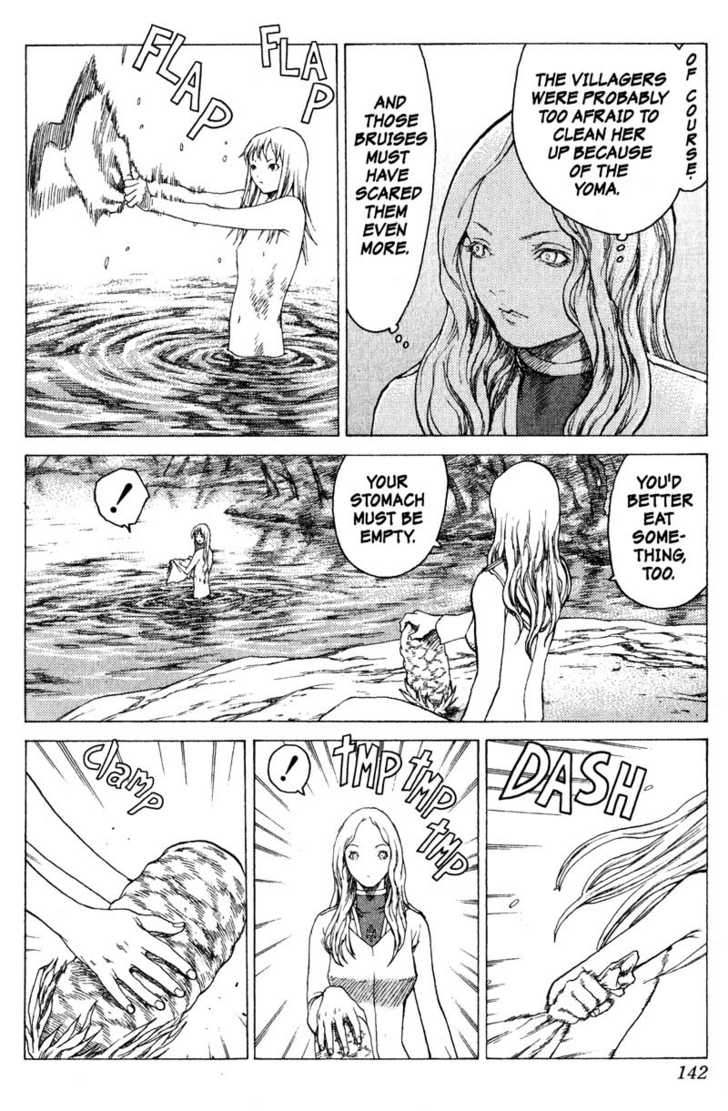 OF COURSE.
THE VILLAGERS
WERE PROBABLY
TOO AFRAID TO
CLEAN HER
UP BECAUSE
OF THE
YOMA.
AND
THOSE
BRUISES
MUST
HAVE
SCARED
THEM
EVEN
MORE.
FLAP
FLAP
YOU'D
BETTER
EAT
SOME-
THING,
TOO.
YOUR
STOMACH
MUST BE
EMPTY.
!
DASH
TMP
TMP
TMP
!
clamp
142